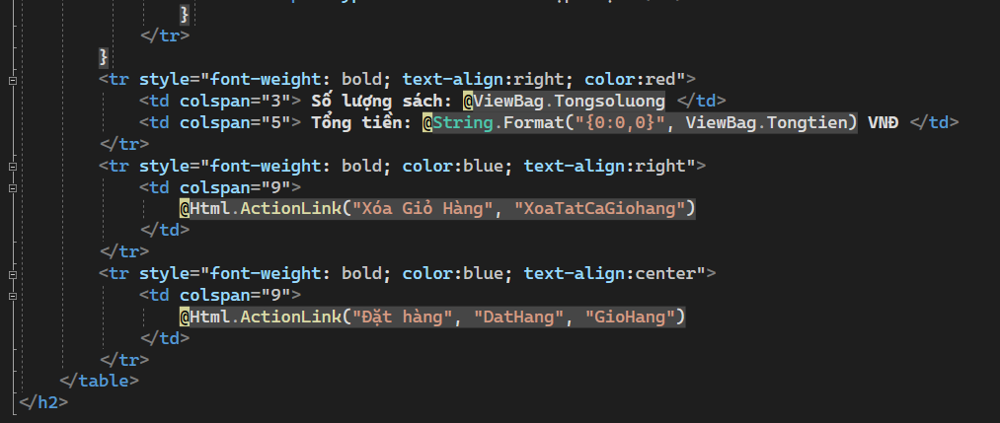 }
</tr>
}
<tr style="font-weight: bold; text-align:right; color:red">
<td colspan="3"> Số lượng sách: @ViewBag.Tongsoluong </td>
<td colspan="5"> Tổng tiền: @String.Format("{0:0,0}", ViewBag.Tongtien) VNĐ </td>
</tr>
<tr style="font-weight: bold; color:blue; text-align:right">
<td colspan="9">
@Html.ActionLink("Xóa Giỏ Hàng", "XoaTatCaGiohang")
</td>
</tr>
<tr style="font-weight: bold; color:blue; text-align:center">
<td colspan="9">
@Html.ActionLink("Đặt hàng", "DatHang", "GioHang")
</td>
</tr>
</table>
</h2>